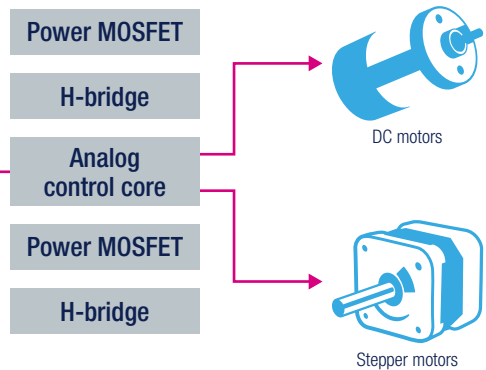 Power MOSFET
H-bridge
Analog
control core
Power MOSFET
H-bridge
DC motors
Stepper motors